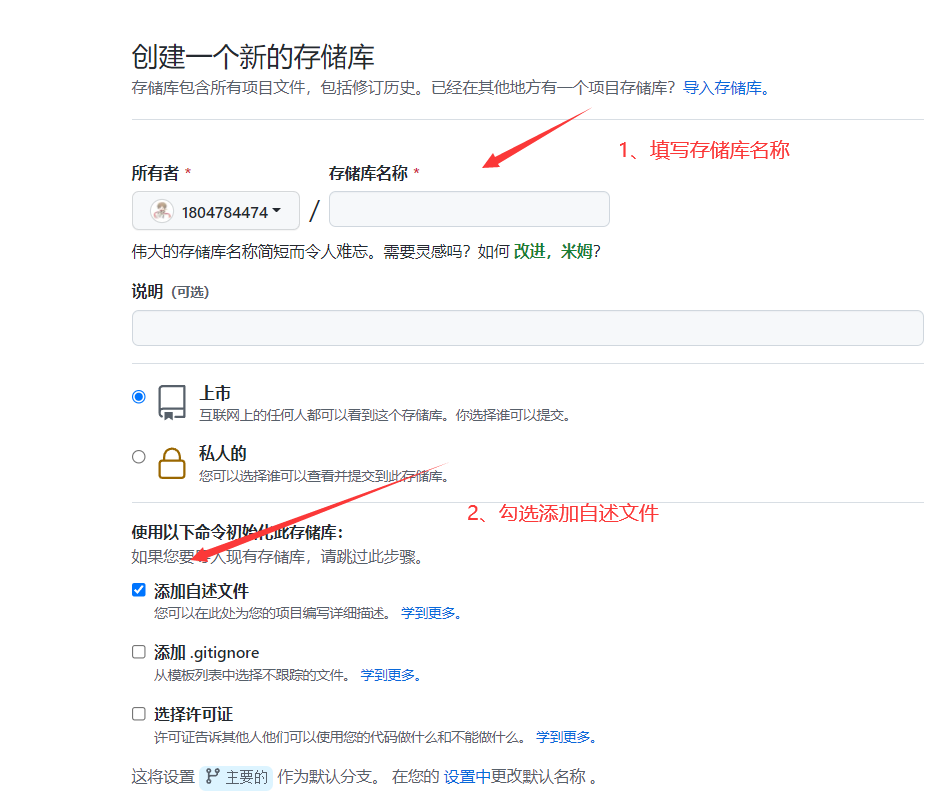 创建一个新的存储库
存储库包含所有项目文件，包括修订历史。已经在其他地方有一个项目存储库？导入存储库。
1、填写存储库名称
所有者 * 存储库名称 *
1804784474 /
伟大的存储库名称简短而令人难忘。需要灵感吗？如何 改进，米姆?
说明 (可选)
上市
互联网上的任何人都可以看到这个存储库。你选择谁可以提交。
私人的
您可以选择谁可以查看并提交到此存储库。
2、勾选添加自述文件
使用以下命令初始化此存储库：
如果您要导入现有存储库，请跳过此步骤。
添加自述文件
您可以在此处为您的项目编写详细描述。 学到更多。
添加 .gitignore
从模板列表中选择不跟踪的文件。 学到更多。
选择许可证
许可证告诉其他人他们可以使用您的代码做什么和不能做什么。 学到更多。
这将设置 主要的 作为默认分支。 在您的 设置中更改默认名称 。